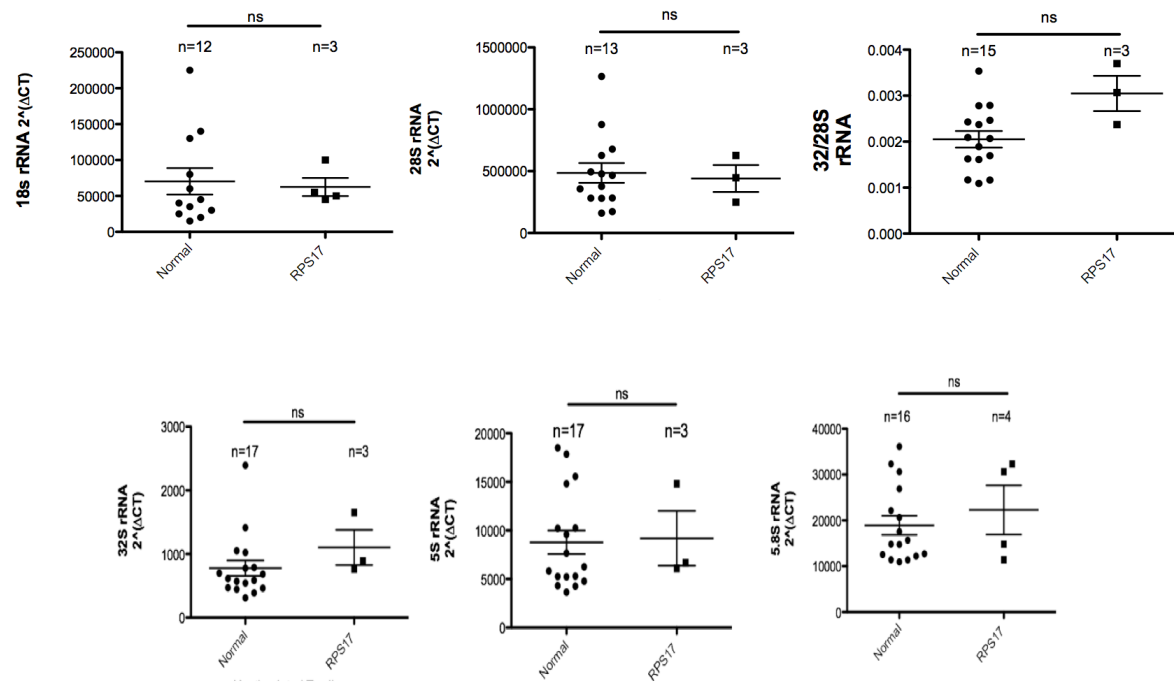 ns
n=12 n=3
18s rRNA 2^(ΔCT)
250000
200000
150000
100000
50000
0
Normal RPS17
ns
n=13 n=3
28S rRNA
2^(ΔCT)
1500000
1000000
500000
0
Normal RPS17
ns
n=15 n=3
32/28S
rRNA
0.004
0.003
0.002
0.001
0.000
Normal RPS17
ns
n=17 n=3
32S rRNA
2^(ΔCT)
3000
2000
1000
0
Normal RPS17
ns
n=17 n=3
5S rRNA
2^(ΔCT)
20000
15000
10000
5000
0
Normal RPS17
ns
n=16 n=4
5.8S rRNA
2^(ΔCT)
40000
30000
20000
10000
0
Normal RPS17